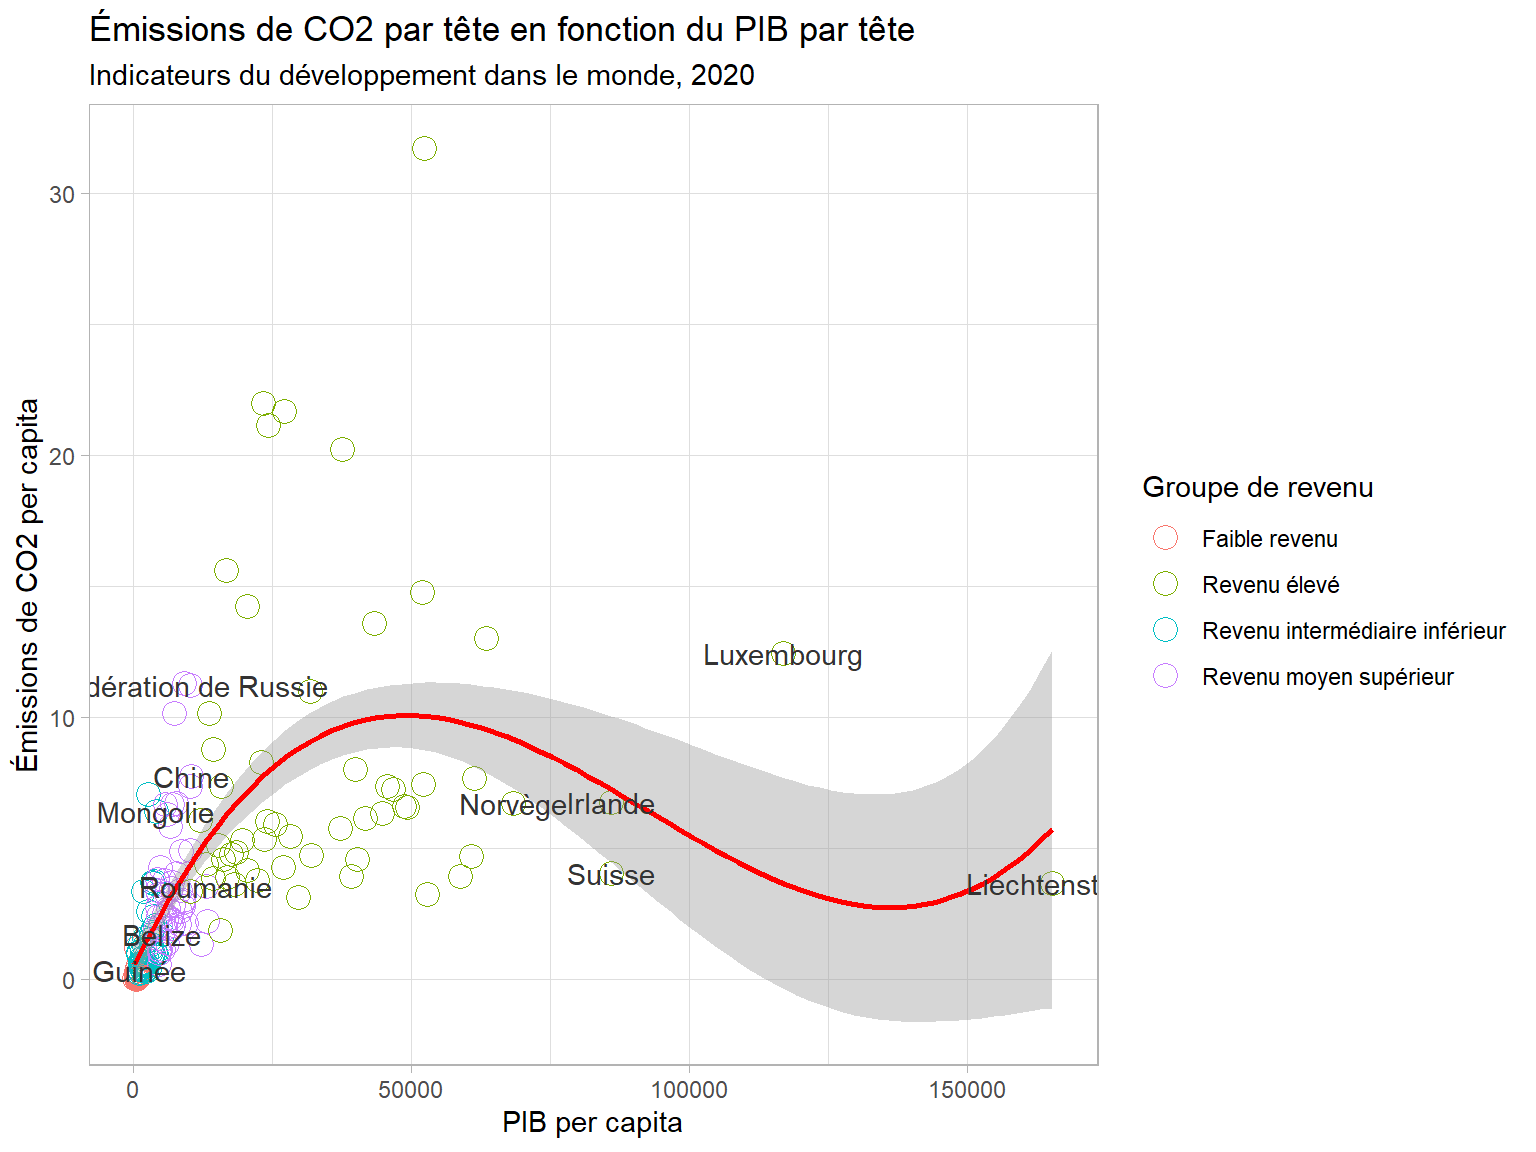 Émissions de CO2 par tête en fonction du PIB par tête
Indicateurs du développement dans le monde, 2020
Émissions de CO2 per capita
30
20
10
0
Luxembourg
dération de Russie
Chine
Mongolie
Norvège
Irlande
Suisse
Roumanie
Liechtenst
Belize
Guinée
0
50000
100000
150000
PIB per capita
Groupe de revenu
Faible revenu
Revenu élevé
Revenu intermédiaire inférieur
Revenu moyen supérieur